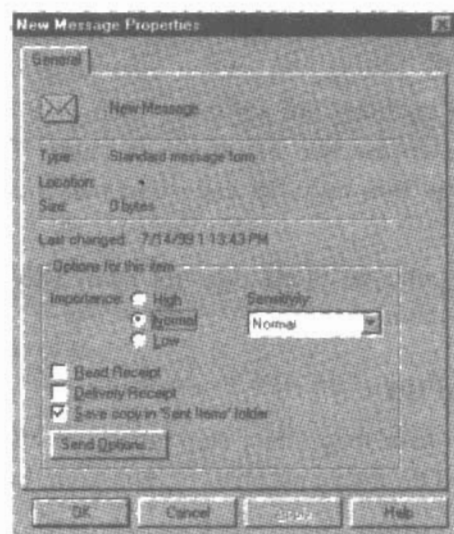 New Message Properties
General
New Message
Type: Standard message form
Location:
Size: 0 bytes
Last changed: 7/14/99 1:13:43 PM
Options for this item
Importance: High
Normal
Low
Sensitivity:
Normal
Read Receipt
Delivery Receipt
Save copy in 'Sent Items' folder
Send Options...
OK
Cancel
Apply
Help